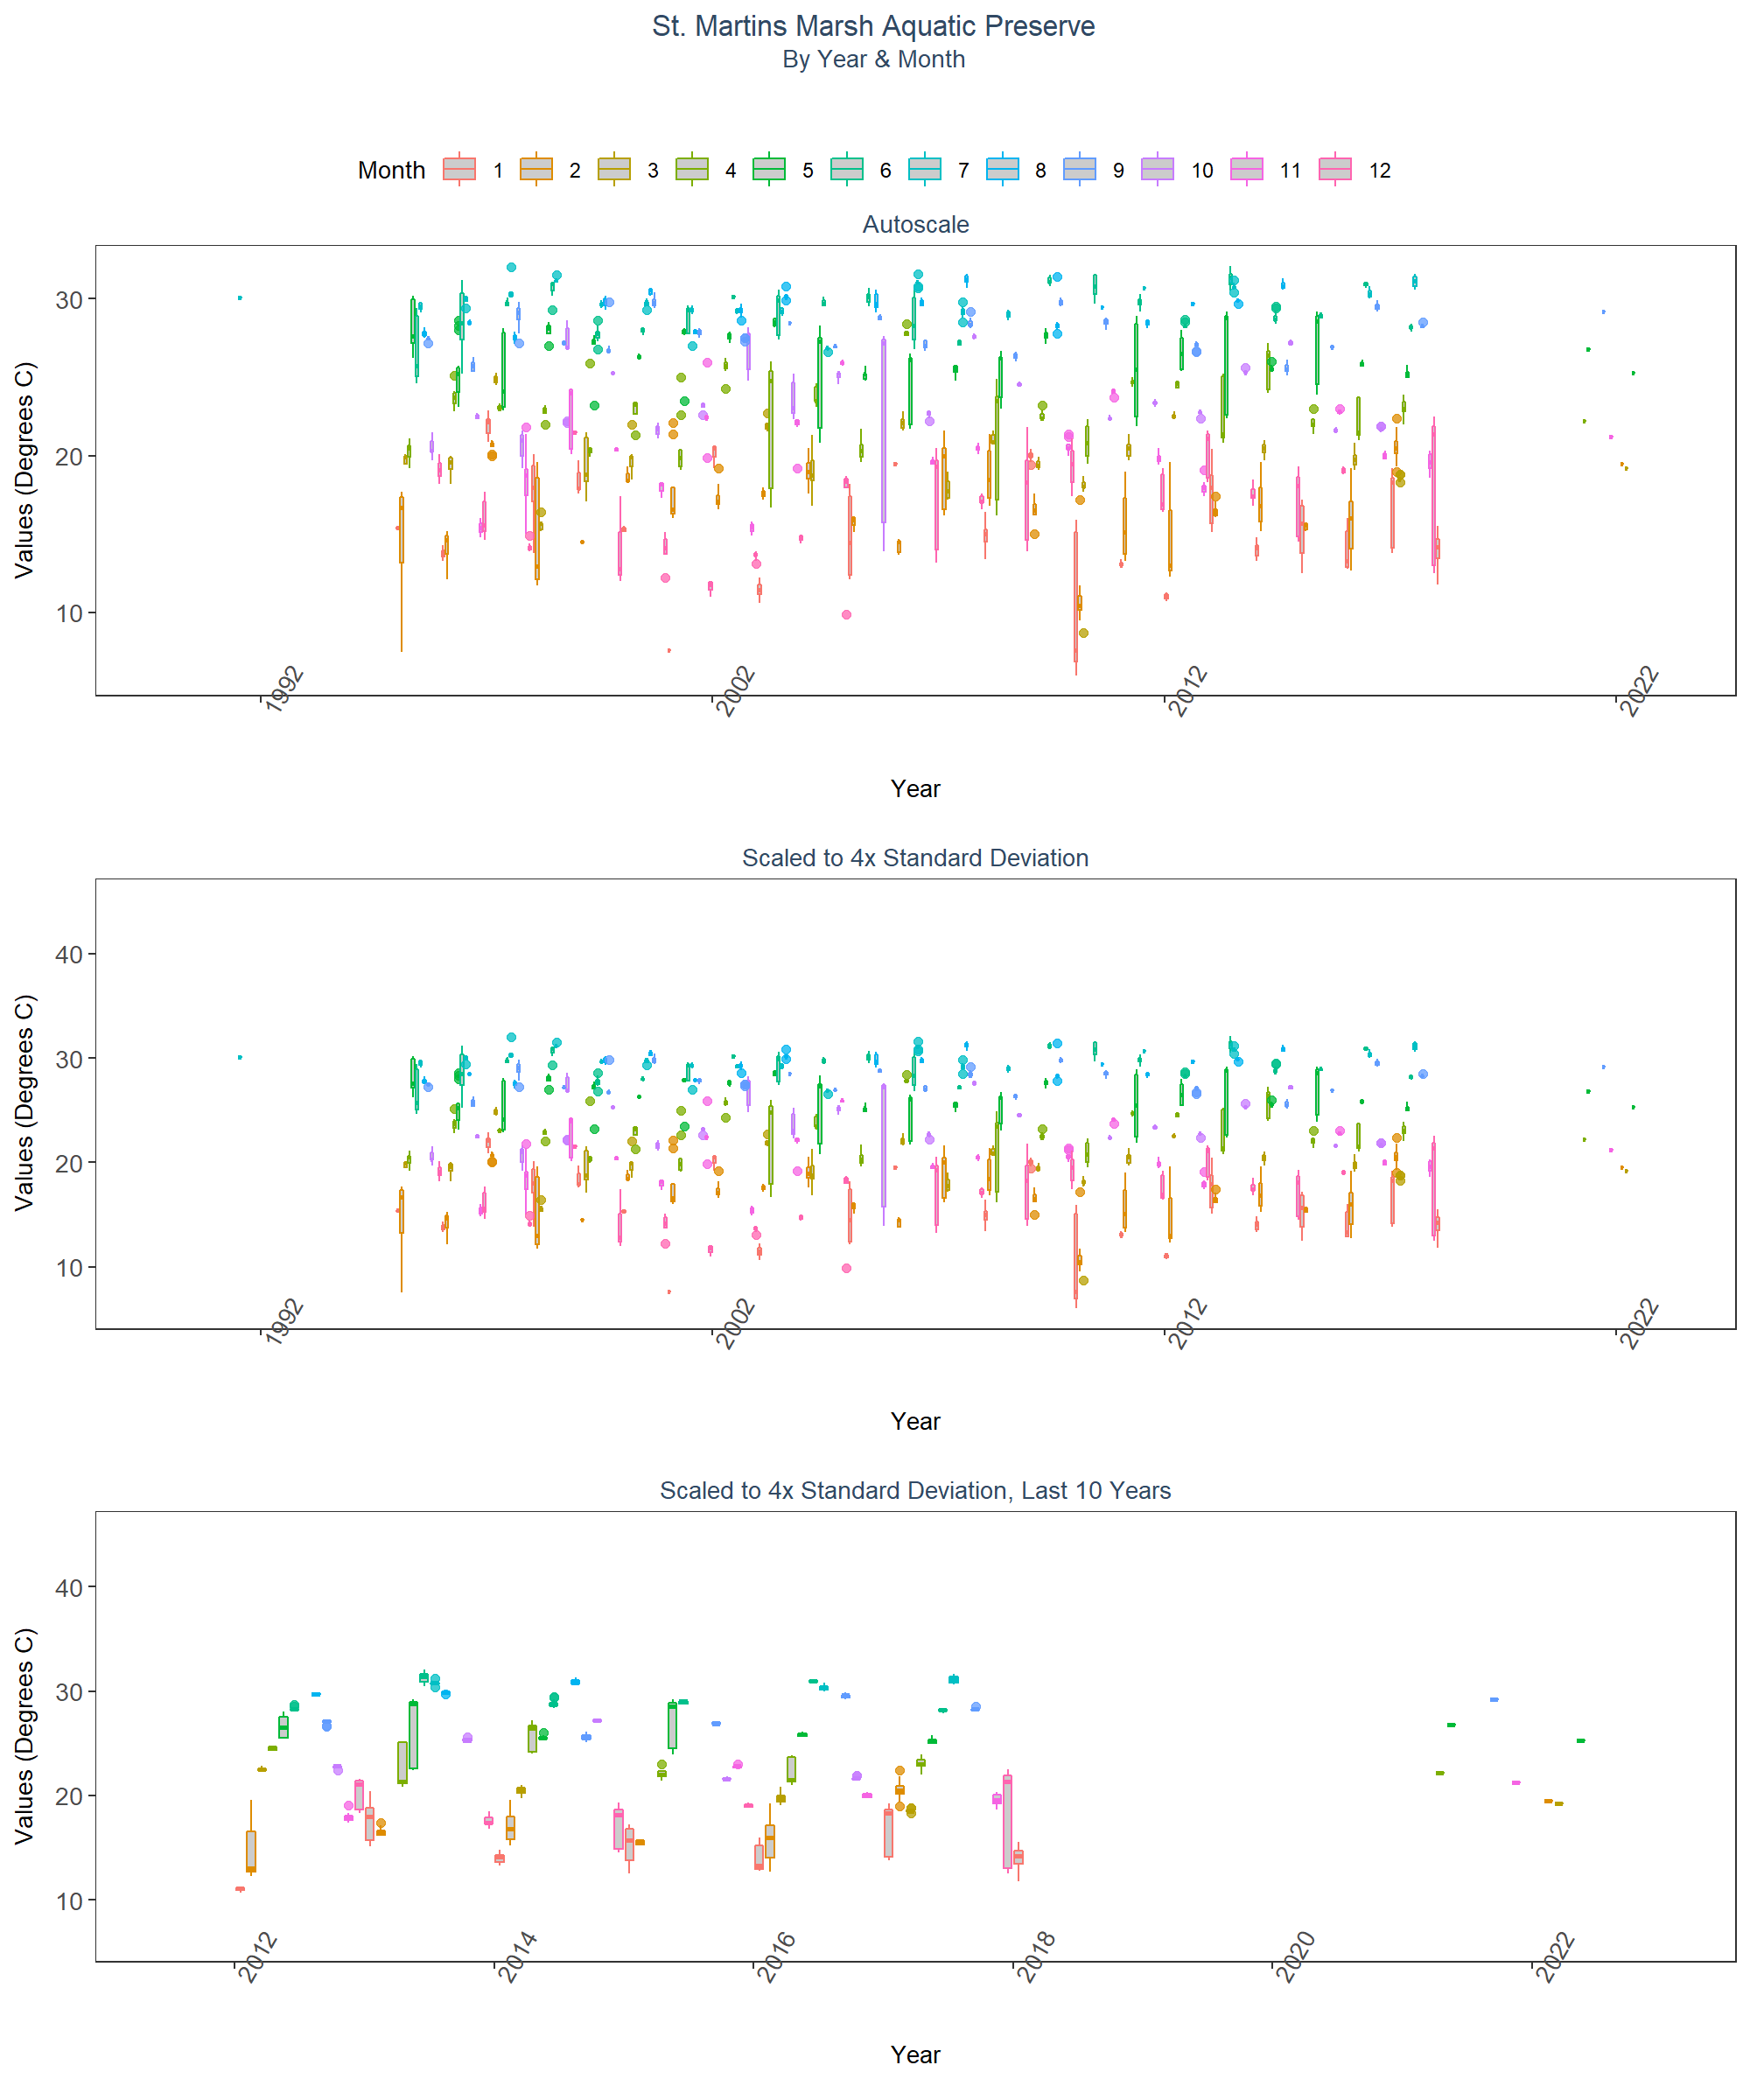 St. Martins Marsh Aquatic Preserve
By Year & Month
Month 1 2 3 4 5 6 7 8 9 10 11 12
Autoscale
Values (Degrees C)
30
20
10
1992 2002 2012 2022
Year
Scaled to 4x Standard Deviation
Values (Degrees C)
40
30
20
10
1992 2002 2012 2022
Year
Scaled to 4x Standard Deviation, Last 10 Years
Values (Degrees C)
40
30
20
10
2012 2014 2016 2018 2020 2022
Year